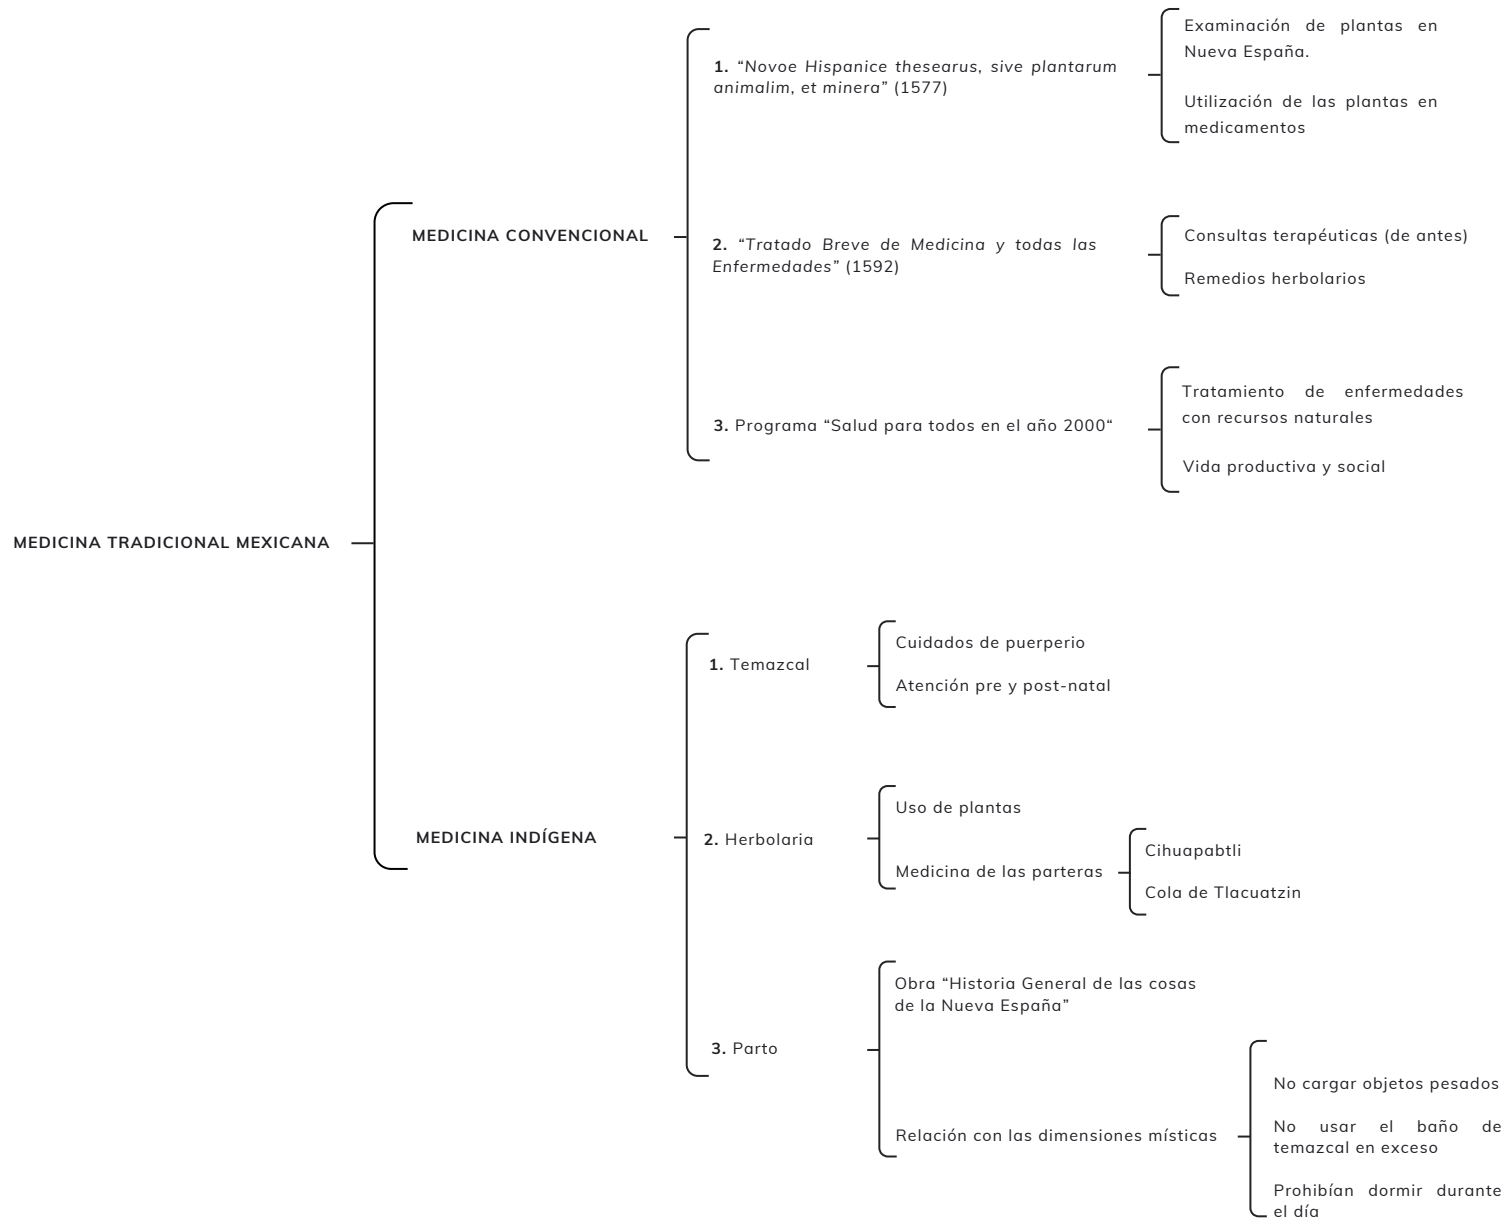 MEDICINA TRADICIONAL MEXICANA
MEDICINA CONVENCIONAL
1. “Novoe Hispanice thesearus, sive plantarum
animalim, et minera” (1577)
Examinación de plantas en
Nueva España.
Utilización de las plantas en
medicamentos
2. “Tratado Breve de Medicina y todas las
Enfermedades” (1592)
Consultas terapéuticas (de antes)
Remedios herbolarios
3. Programa “Salud para todos en el año 2000“
Tratamiento de enfermedades
con recursos naturales
Vida productiva y social
MEDICINA INDÍGENA
1. Temazcal
Cuidados de puerperio
Atención pre y post-natal
2. Herbolaria
Uso de plantas
Medicina de las parteras
Cihuapabtli
Cola de Tlacuatzin
3. Parto
Obra “Historia General de las cosas
de la Nueva España”
Relación con las dimensiones místicas
No cargar objetos pesados
No usar el baño de
temazcal en exceso
Prohibían dormir durante
el día